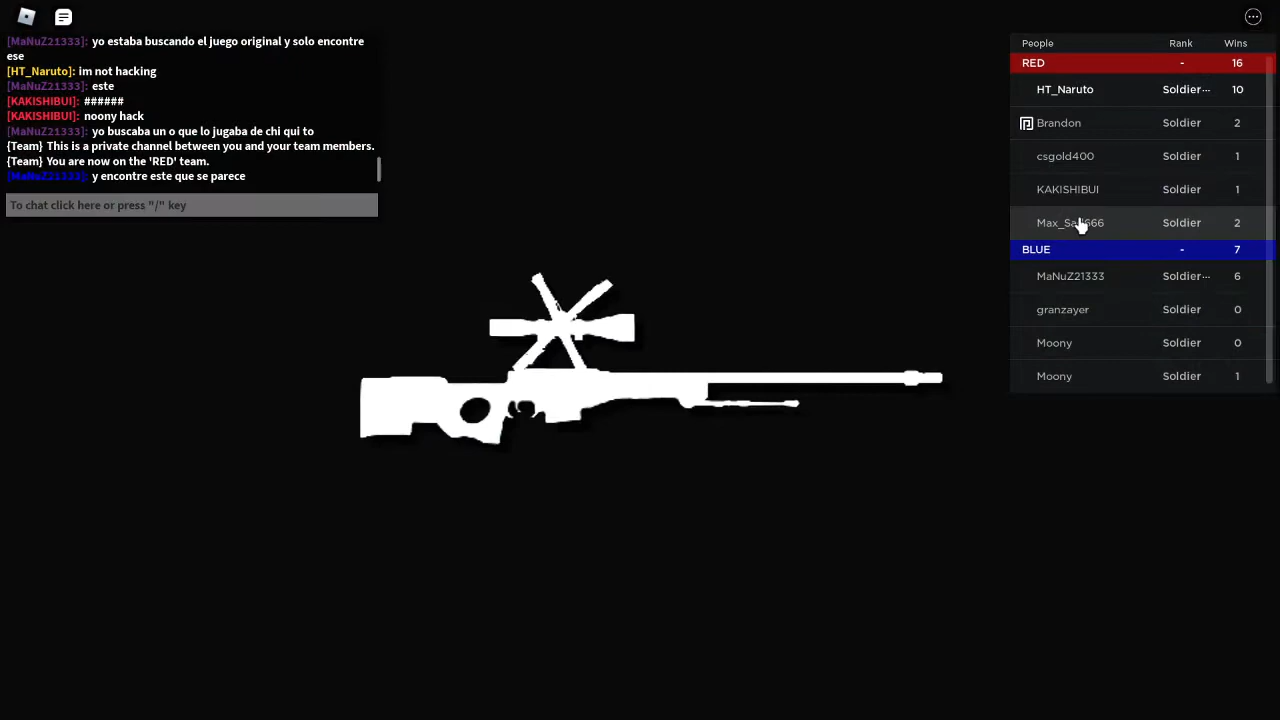 [MaNuZ21333]: yo estaba buscando el juego original y solo encontre
ese
[HT_Naruto]: im not hacking
[MaNuZ21333]: este
[KAKISHIBUI]: ######
[KAKISHIBUI]: noony hack
[MaNuZ21333]: yo buscaba un o que lo jugaba de chi qui to
{Team} This is a private channel between you and your team members.
{Team} You are now on the 'RED' team.
[MaNuZ21333]: y encontre este que se parece
To chat click here or press "/" key
People Rank Wins
RED - 16
HT_Naruto Soldier··· 10
Brandon Soldier 2
csgold400 Soldier 1
KAKISHIBUI Soldier 1
Soldier 2
BLUE - 7
MaNuZ21333 Soldier··· 6
granzayer Soldier 0
Moony Soldier 0
Moony Soldier 1